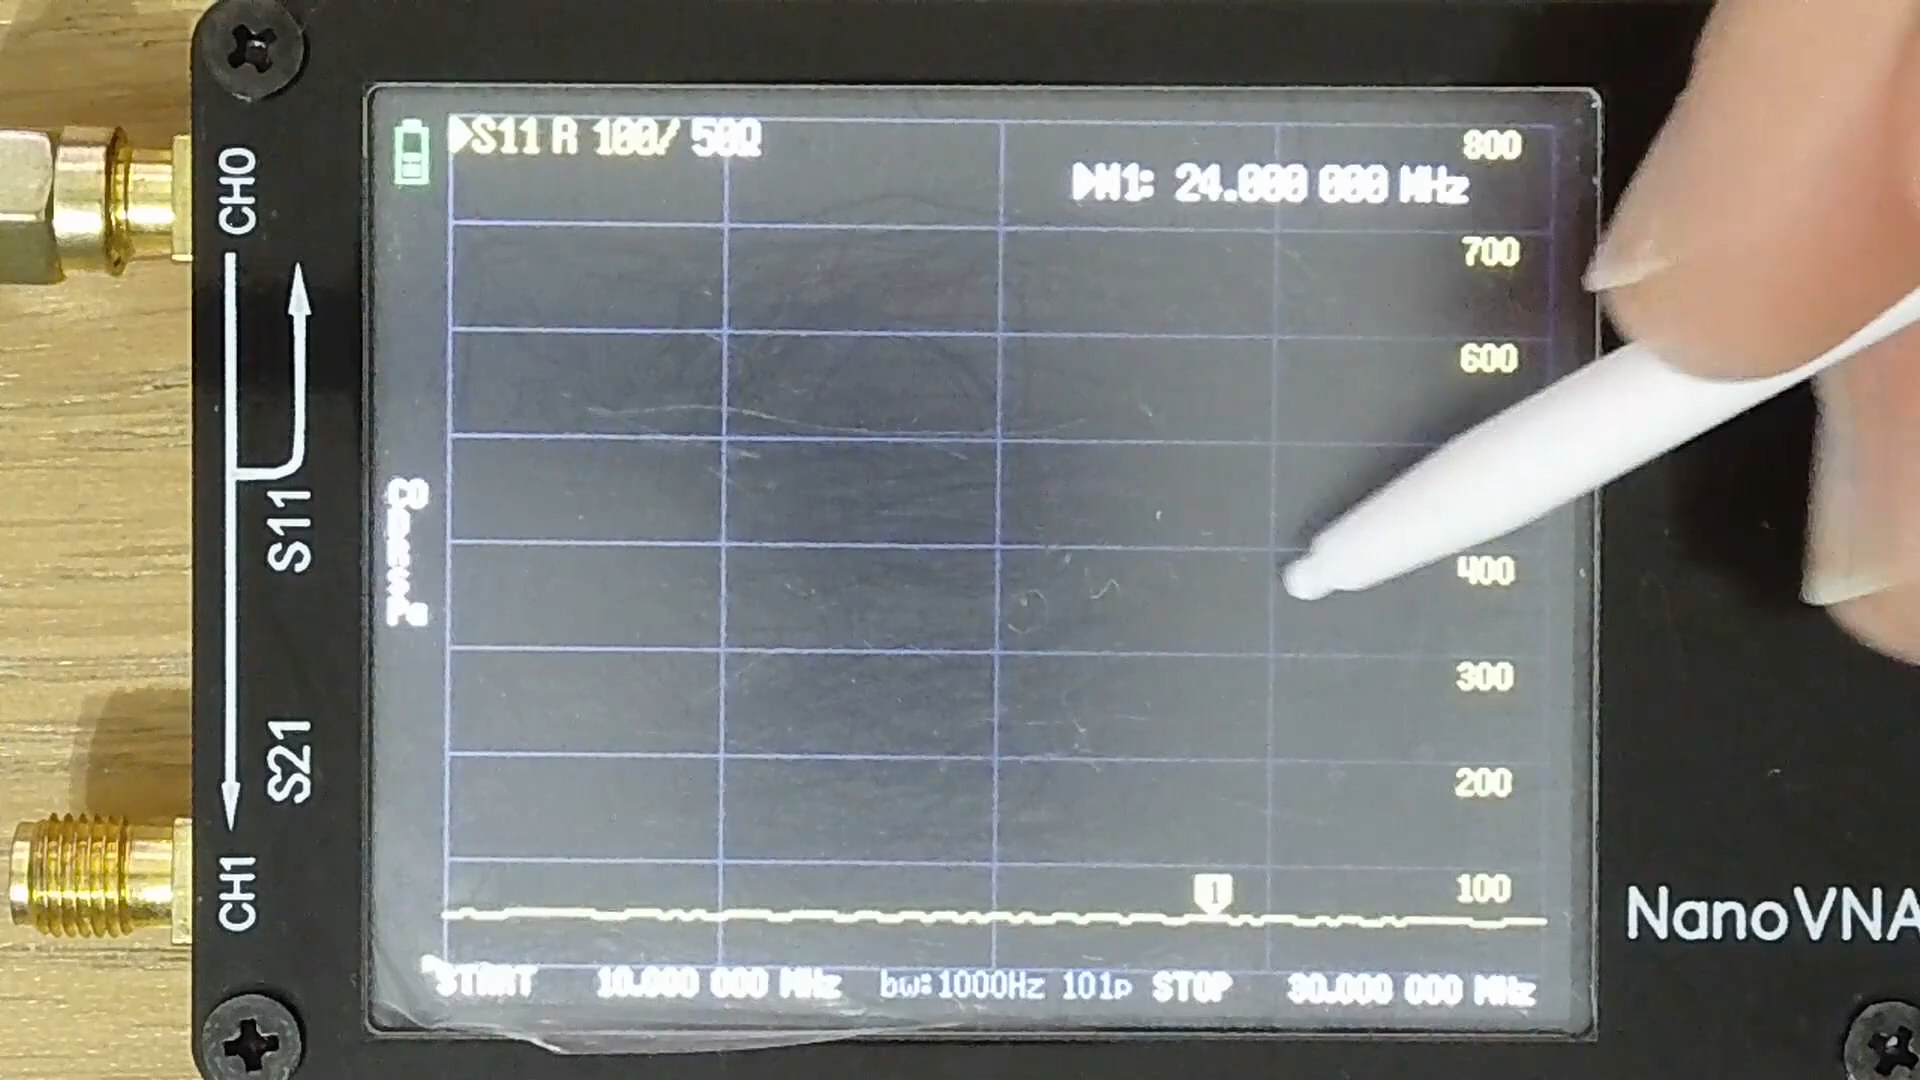 S11 R 100/ 50Ω
M1: 24.000 000 MHz
800
700
600
400
300
200
100
1
START 10.000 000 MHz bw:1000Hz 101p STOP 30.000 000 MHz
CH0
S11
S21
CH1
NanoVNA